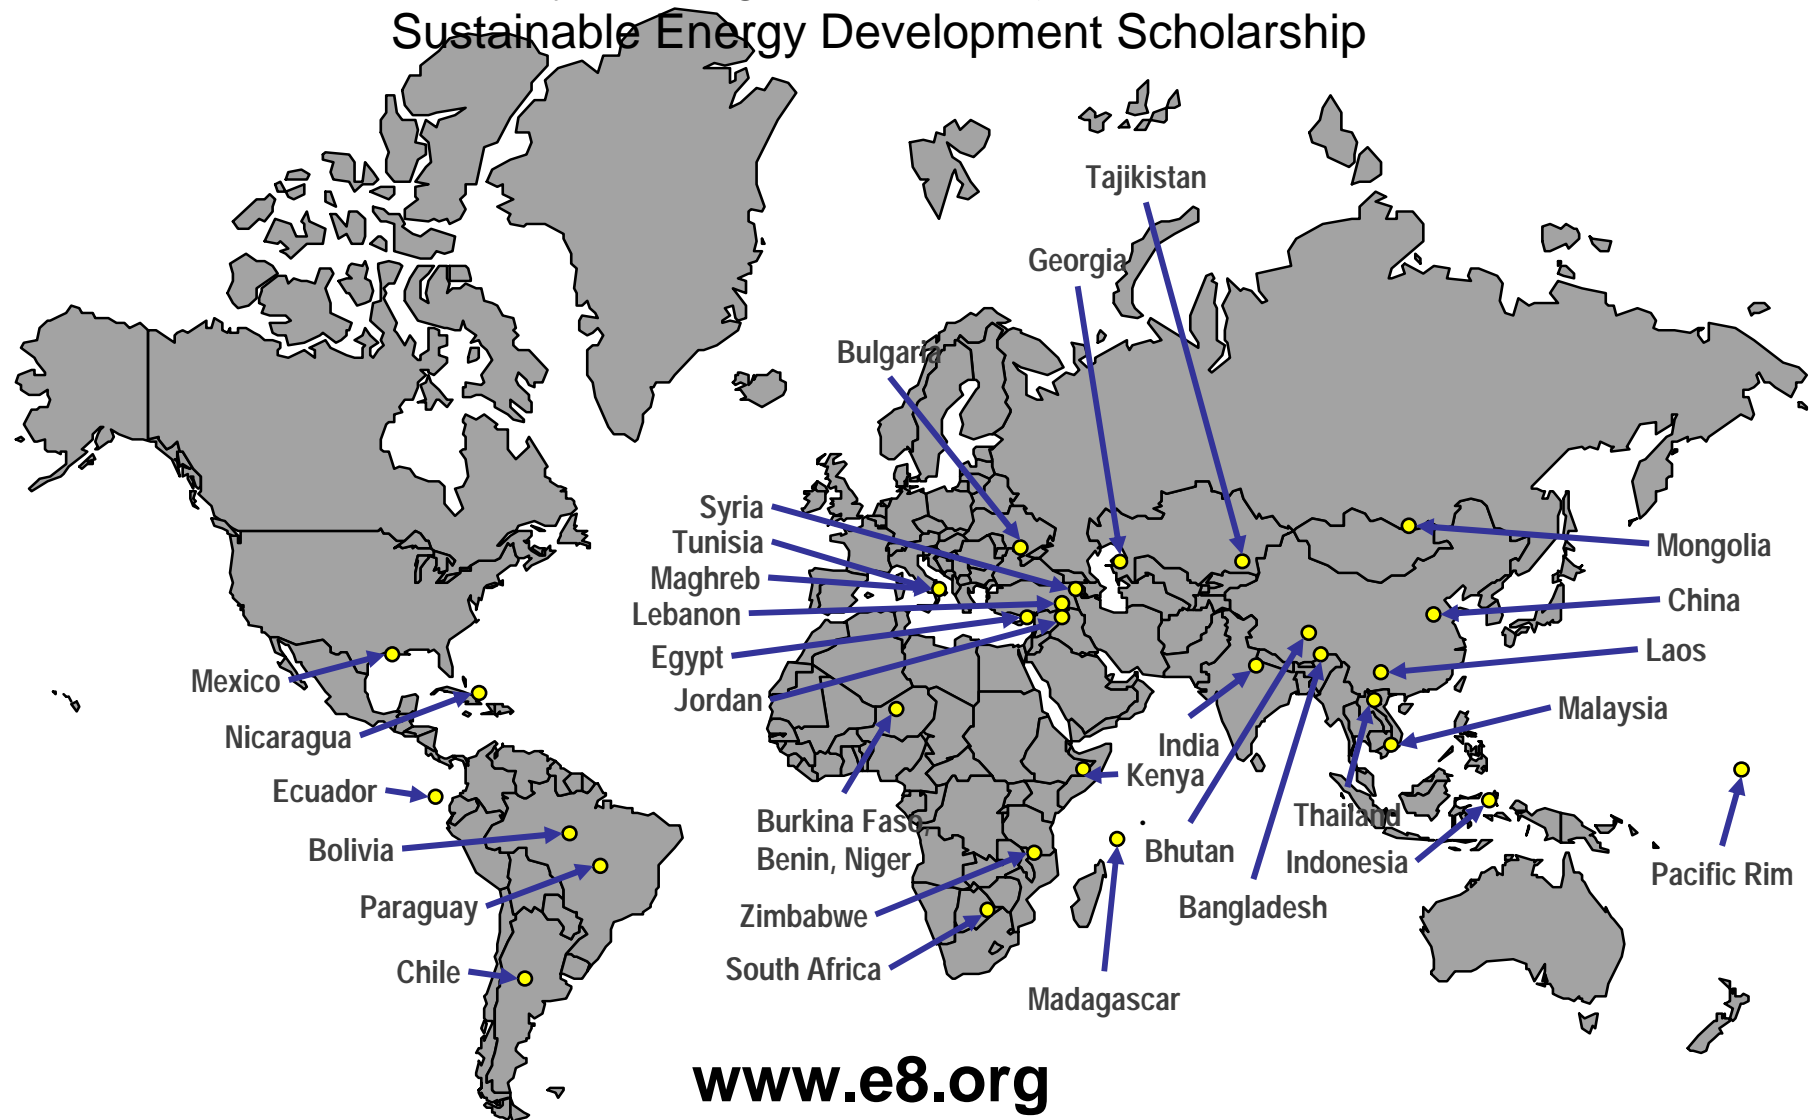 Sustainable Energy Development Scholarship
Tajikistan
Georgia
Bulgaria
Syria
Tunisia
Maghreb
Lebanon
Egypt
Jordan
Mongolia
China
Laos
Malaysia
Mexico
Nicaragua
Ecuador
Bolivia
Paraguay
Chile
India
Kenya
Burkina Faso,
Benin, Niger
Bhutan
Thailand
Indonesia
Bangladesh
Pacific Rim
Zimbabwe
South Africa
Madagascar
www.e8.org